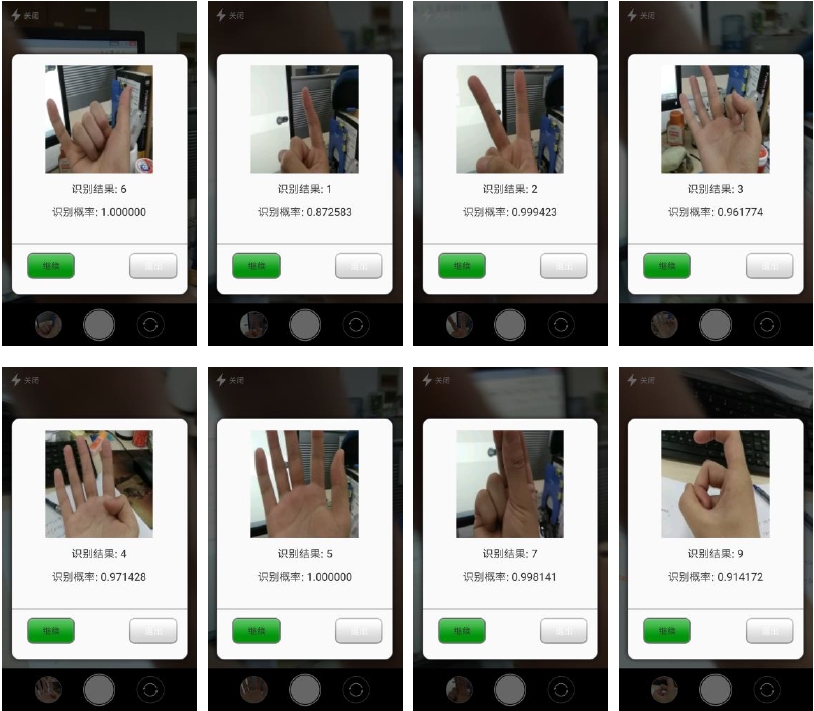 关闭
识别结果: 6
识别概率: 1.000000
继续
退出
关闭
识别结果: 1
识别概率: 0.872583
继续
退出
关闭
识别结果: 2
识别概率: 0.999423
继续
退出
关闭
识别结果: 3
识别概率: 0.961774
继续
退出
关闭
识别结果: 4
识别概率: 0.971428
继续
退出
关闭
识别结果: 5
识别概率: 1.000000
继续
退出
关闭
识别结果: 7
识别概率: 0.998141
继续
退出
关闭
识别结果: 9
识别概率: 0.914172
继续
退出